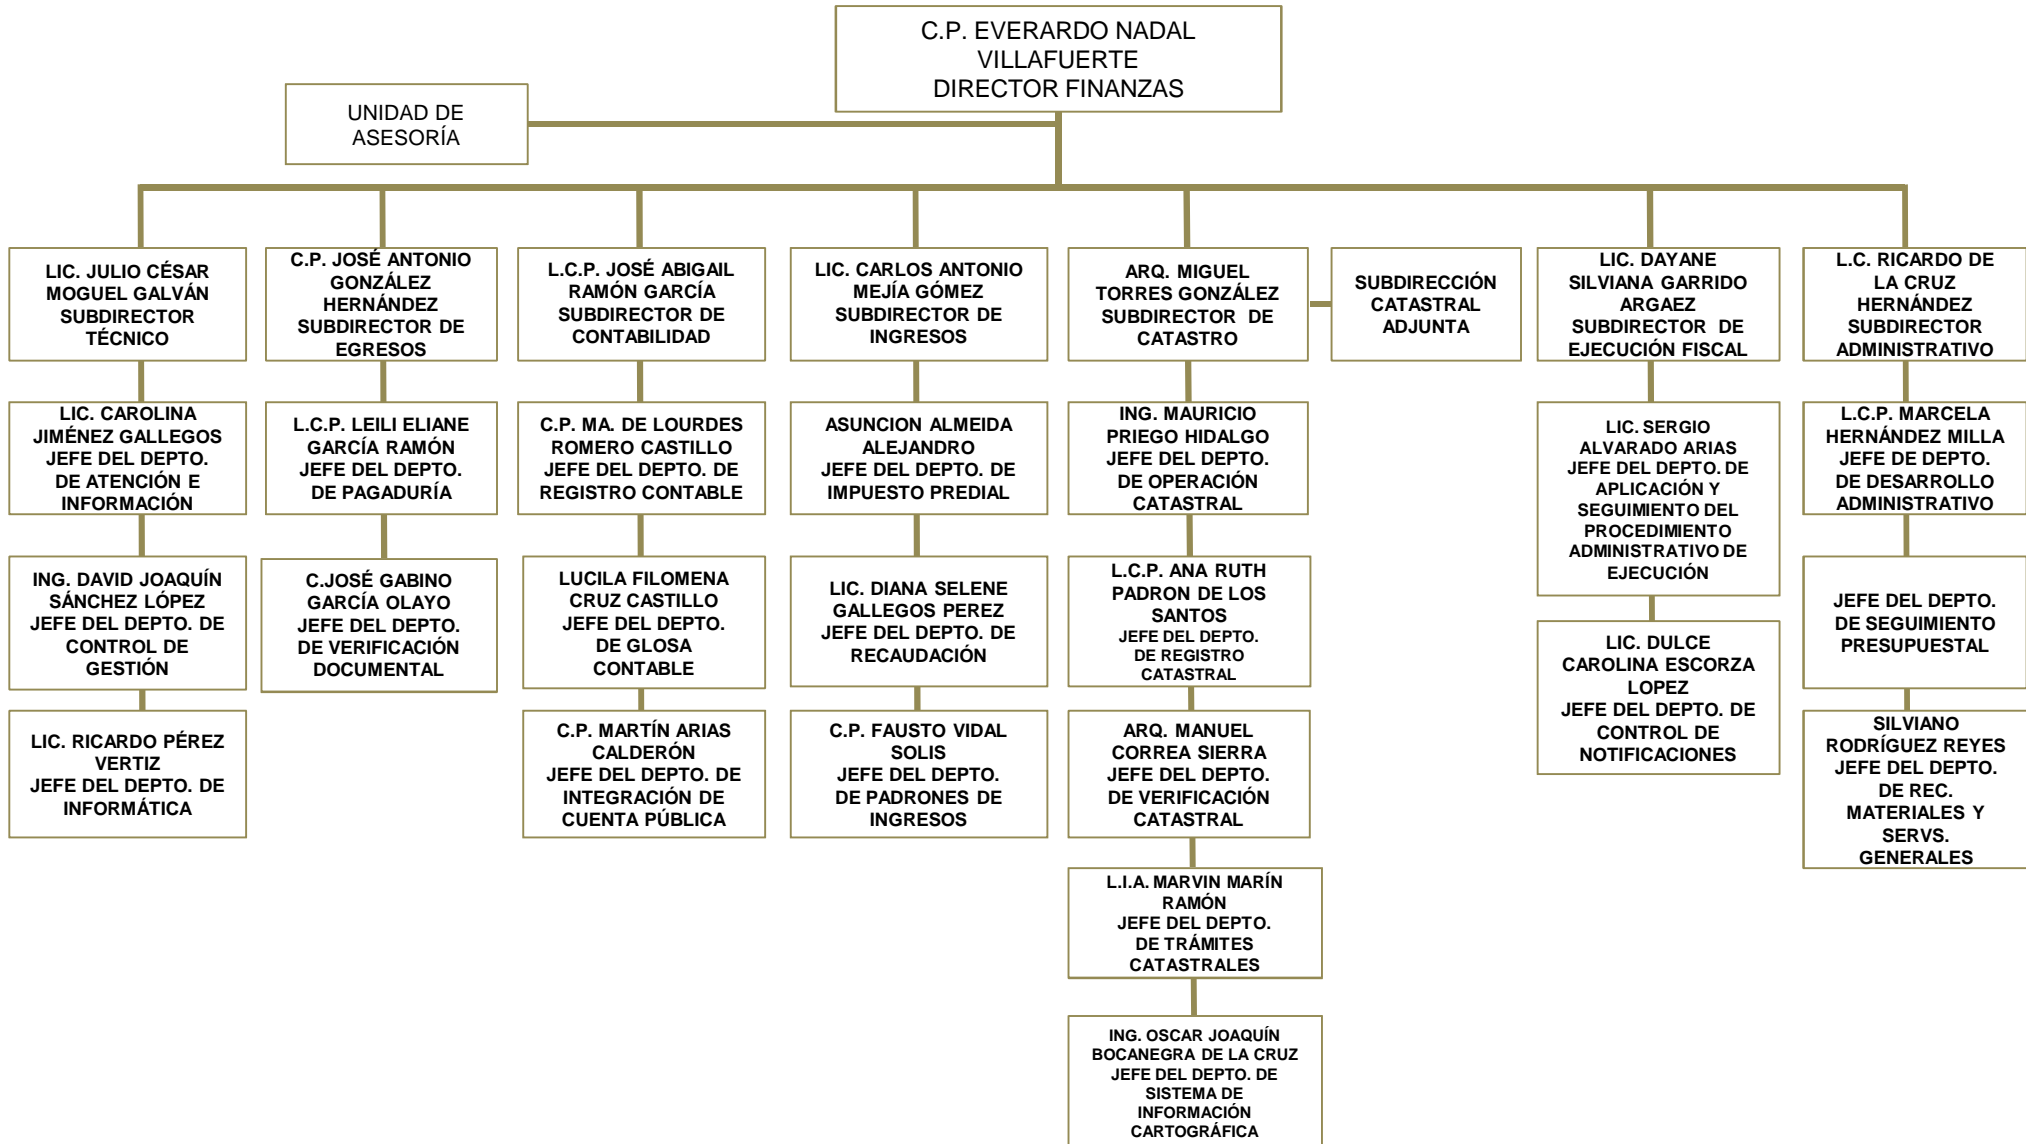 C.P. EVERARDO NADAL
VILLAFUERTE
DIRECTOR FINANZAS
UNIDAD DE
ASESORÍA
LIC. JULIO CÉSAR
MOGUEL GALVÁN
SUBDIRECTOR
TÉCNICO
C.P. JOSÉ ANTONIO
GONZÁLEZ
HERNÁNDEZ
SUBDIRECTOR DE
EGRESOS
L.C.P. JOSÉ ABIGAIL
RAMÓN GARCÍA
SUBDIRECTOR DE
CONTABILIDAD
LIC. CARLOS ANTONIO
MEJÍA GÓMEZ
SUBDIRECTOR DE
INGRESOS
ARQ. MIGUEL
TORRES GONZÁLEZ
SUBDIRECTOR DE
CATASTRO
SUBDIRECCIÓN
CATASTRAL
ADJUNTA
LIC. DAYANE
SILVIANA GARRIDO
ARGAEZ
SUBDIRECTOR DE
EJECUCIÓN FISCAL
L.C. RICARDO DE
LA CRUZ
HERNÁNDEZ
SUBDIRECTOR
ADMINISTRATIVO
LIC. CAROLINA
JIMÉNEZ GALLEGOS
JEFE DEL DEPTO.
DE ATENCIÓN E
INFORMACIÓN
L.C.P. LEILI ELIANE
GARCÍA RAMÓN
JEFE DEL DEPTO.
DE PAGADURÍA
C.P. MA. DE LOURDES
ROMERO CASTILLO
JEFE DEL DEPTO. DE
REGISTRO CONTABLE
ASUNCION ALMEIDA
ALEJANDRO
JEFE DEL DEPTO. DE
IMPUESTO PREDIAL
ING. MAURICIO
PRIEGO HIDALGO
JEFE DEL DEPTO.
DE OPERACIÓN
CATASTRAL
LIC. SERGIO
ALVARADO ARIAS
JEFE DEL DEPTO. DE
APLICACIÓN Y
SEGUIMIENTO DEL
PROCEDIMIENTO
ADMINISTRATIVO DE
EJECUCIÓN
L.C.P. MARCELA
HERNÁNDEZ MILLA
JEFE DE DEPTO.
DE DESARROLLO
ADMINISTRATIVO
ING. DAVID JOAQUÍN
SÁNCHEZ LÓPEZ
JEFE DEL DEPTO. DE
CONTROL DE
GESTIÓN
C.JOSÉ GABINO
GARCÍA OLAYO
JEFE DEL DEPTO.
DE VERIFICACIÓN
DOCUMENTAL
LUCILA FILOMENA
CRUZ CASTILLO
JEFE DEL DEPTO.
DE GLOSA
CONTABLE
LIC. DIANA SELENE
GALLEGOS PEREZ
JEFE DEL DEPTO. DE
RECAUDACIÓN
L.C.P. ANA RUTH
PADRON DE LOS
SANTOS
JEFE DEL DEPTO.
DE REGISTRO
CATASTRAL
LIC. DULCE
CAROLINA ESCORZA
LOPEZ
JEFE DEL DEPTO. DE
CONTROL DE
NOTIFICACIONES
JEFE DEL DEPTO.
DE SEGUIMIENTO
PRESUPUESTAL
LIC. RICARDO PÉREZ
VERTIZ
JEFE DEL DEPTO. DE
INFORMÁTICA
C.P. MARTÍN ARIAS
CALDERÓN
JEFE DEL DEPTO. DE
INTEGRACIÓN DE
CUENTA PÚBLICA
C.P. FAUSTO VIDAL
SOLIS
JEFE DEL DEPTO.
DE PADRONES DE
INGRESOS
ARQ. MANUEL
CORREA SIERRA
JEFE DEL DEPTO.
DE VERIFICACIÓN
CATASTRAL
SILVIANO
RODRÍGUEZ REYES
JEFE DEL DEPTO.
DE REC.
MATERIALES Y
SERVS.
GENERALES
L.I.A. MARVIN MARÍN
RAMÓN
JEFE DEL DEPTO.
DE TRÁMITES
CATASTRALES
ING. OSCAR JOAQUÍN
BOCANEGRA DE LA CRUZ
JEFE DEL DEPTO. DE
SISTEMA DE
INFORMACIÓN
CARTOGRÁFICA